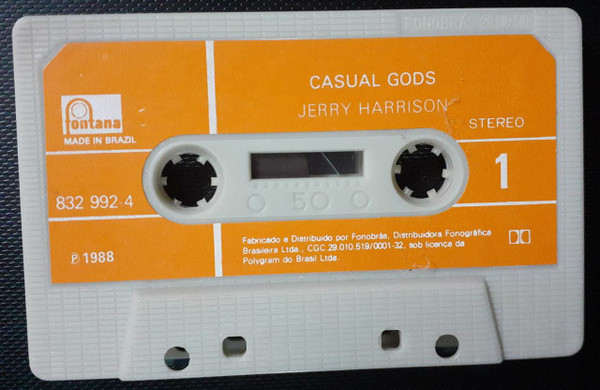 CASUAL GODS
JERRY HARRISON
fontana
MADE IN BRAZIL
STEREO
1
832 992-4
50
℗ 1988
Fabricado e Distribuido por Fonobrás, Distribuidora Fonográfica
Brasileira Ltda., CGC 29.010.519/0001-32, sob licença da
Polygram do Brasil Ltda.